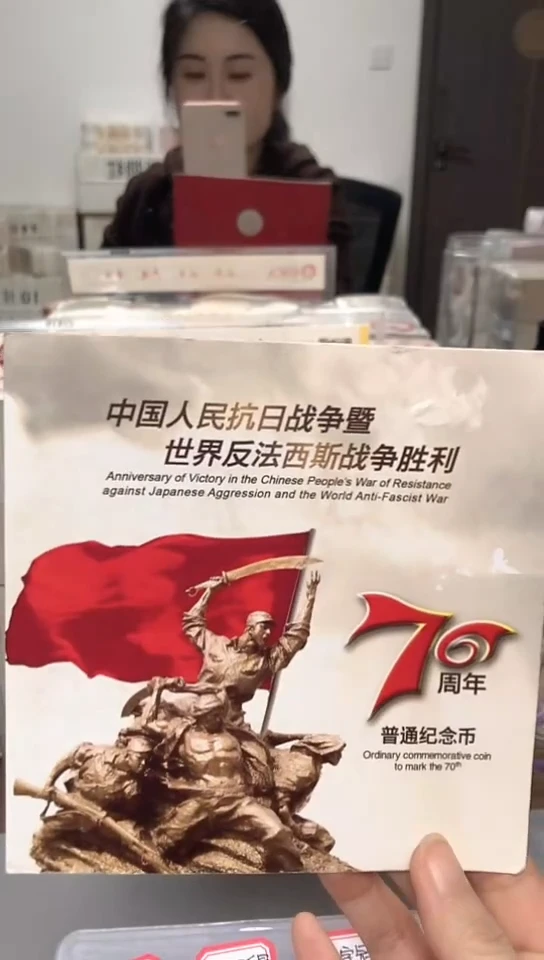 中国人民抗日战争暨
世界反法西斯战争胜利
Anniversary of Victory in the Chinese People's War of Resistance
against Japanese Aggression and the World Anti-Fascist War
70
周年
普通纪念币
Ordinary commemorative coin
to mark the 70th